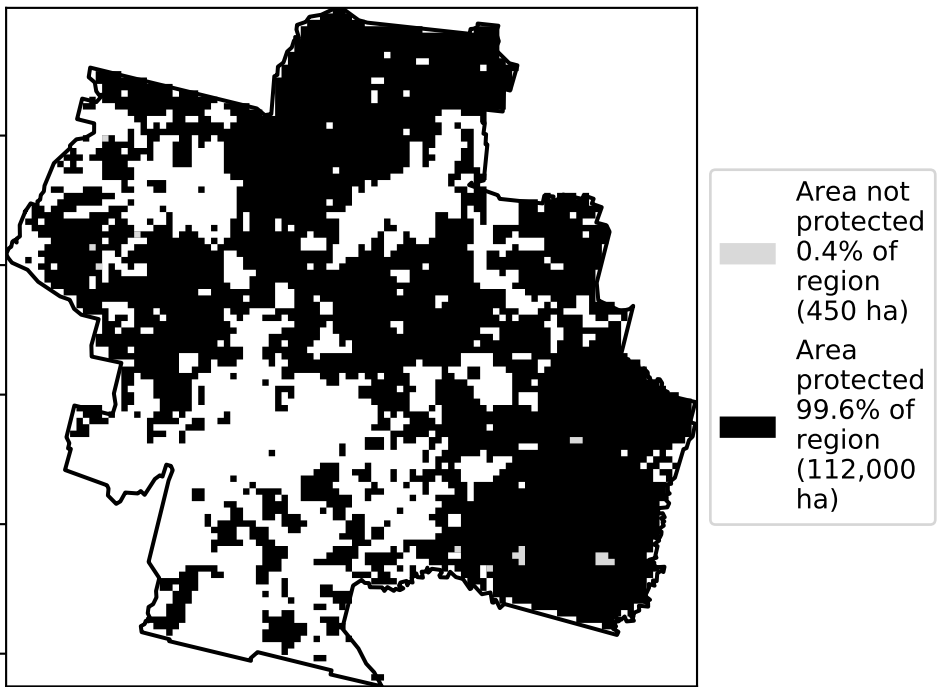 Area not
protected
0.4% of
region
(450 ha)
Area
protected
99.6% of
region
(112,000
ha)